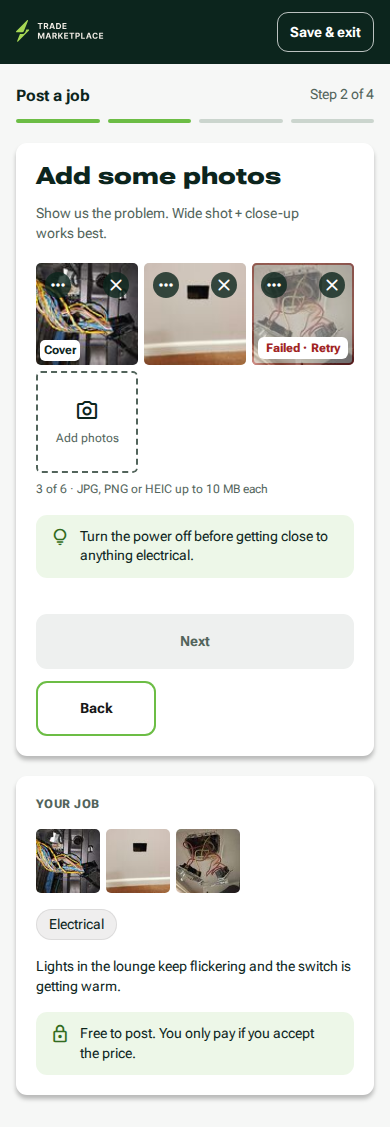 TRADE
MARKETPLACE
Save & exit
Post a job
Step 2 of 4
Add some photos
Show us the problem. Wide shot + close-up
works best.
Cover
Failed · Retry
Add photos
3 of 6 · JPG, PNG or HEIC up to 10 MB each
Turn the power off before getting close to
anything electrical.
Next
Back
YOUR JOB
Electrical
Lights in the lounge keep flickering and the switch is
getting warm.
Free to post. You only pay if you accept
the price.